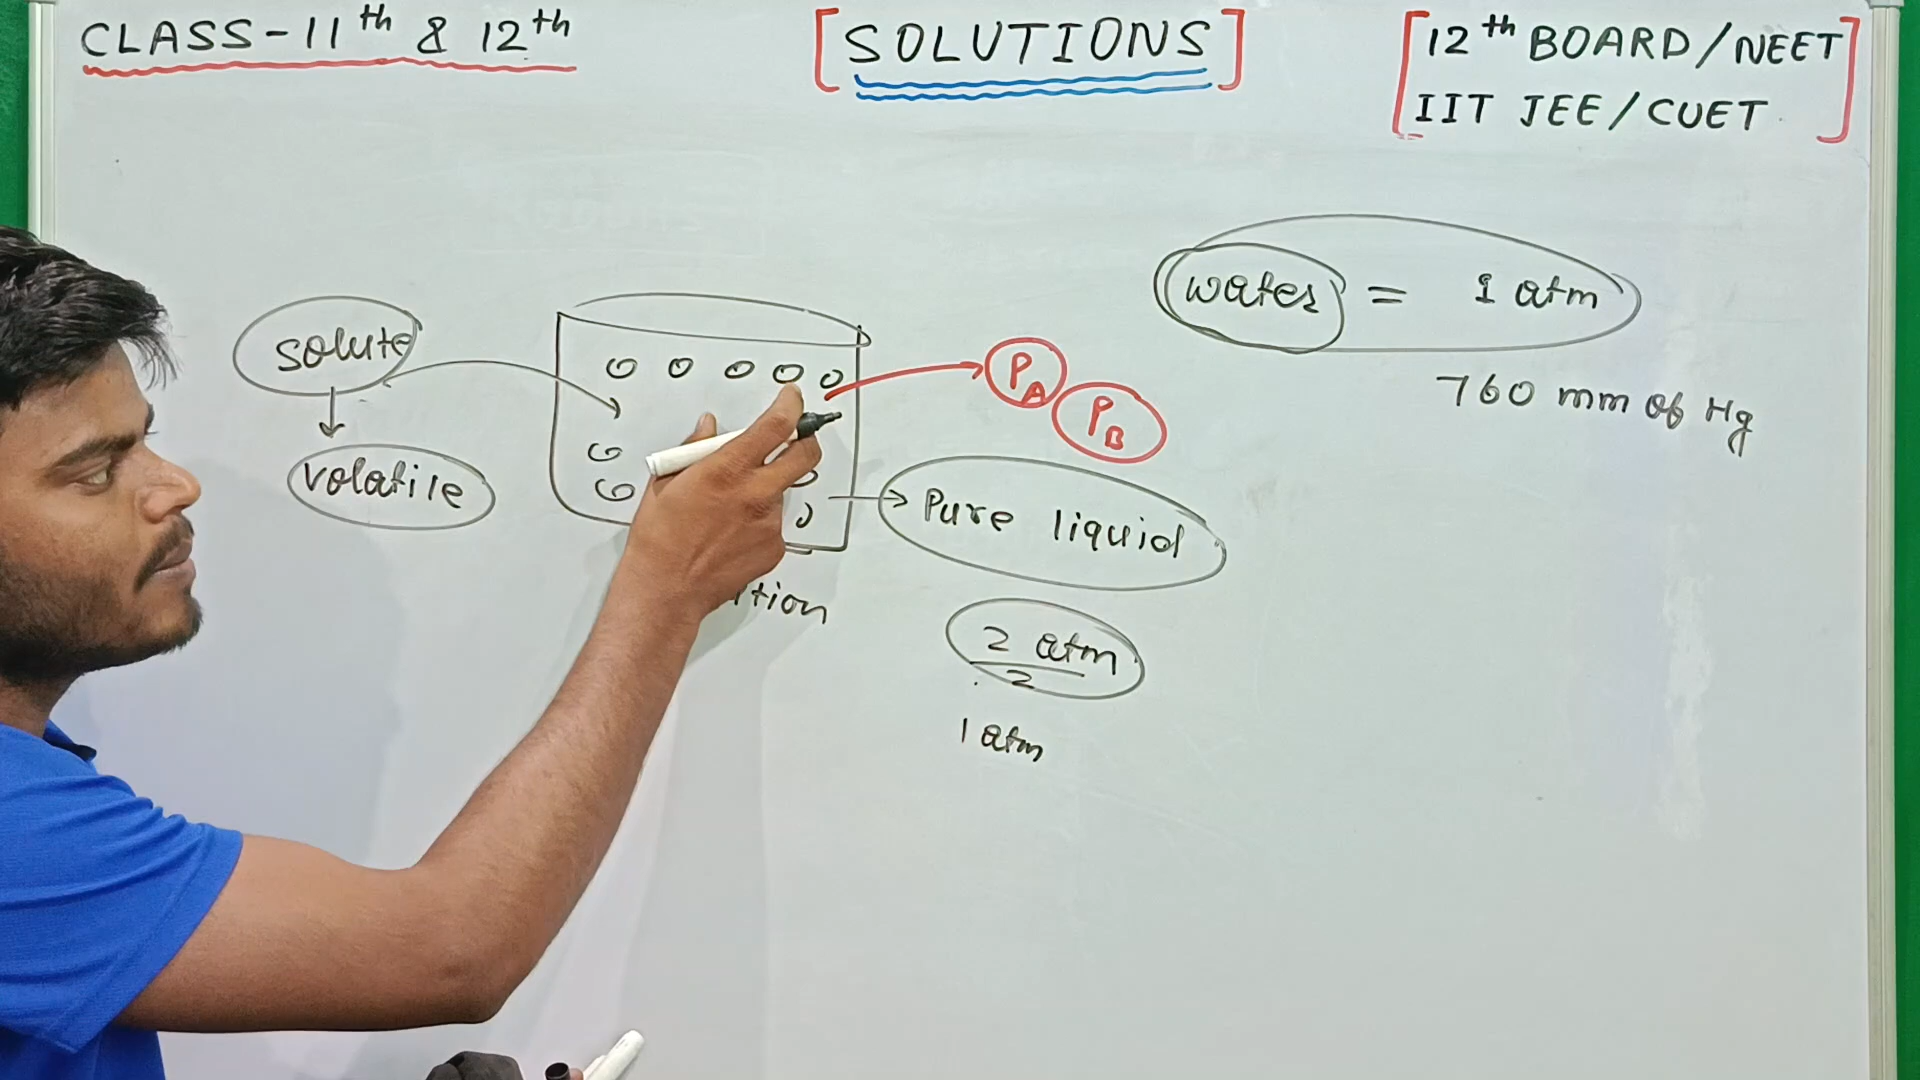 CLASS-11th & 12th
[SOLUTIONS]
[12th BOARD/NEET
IIT JEE/CUET]
water = 1 atm
760 mm of Hg
solute
volatile
PA
PB
Pure liquid
2 atm
2
1 atm